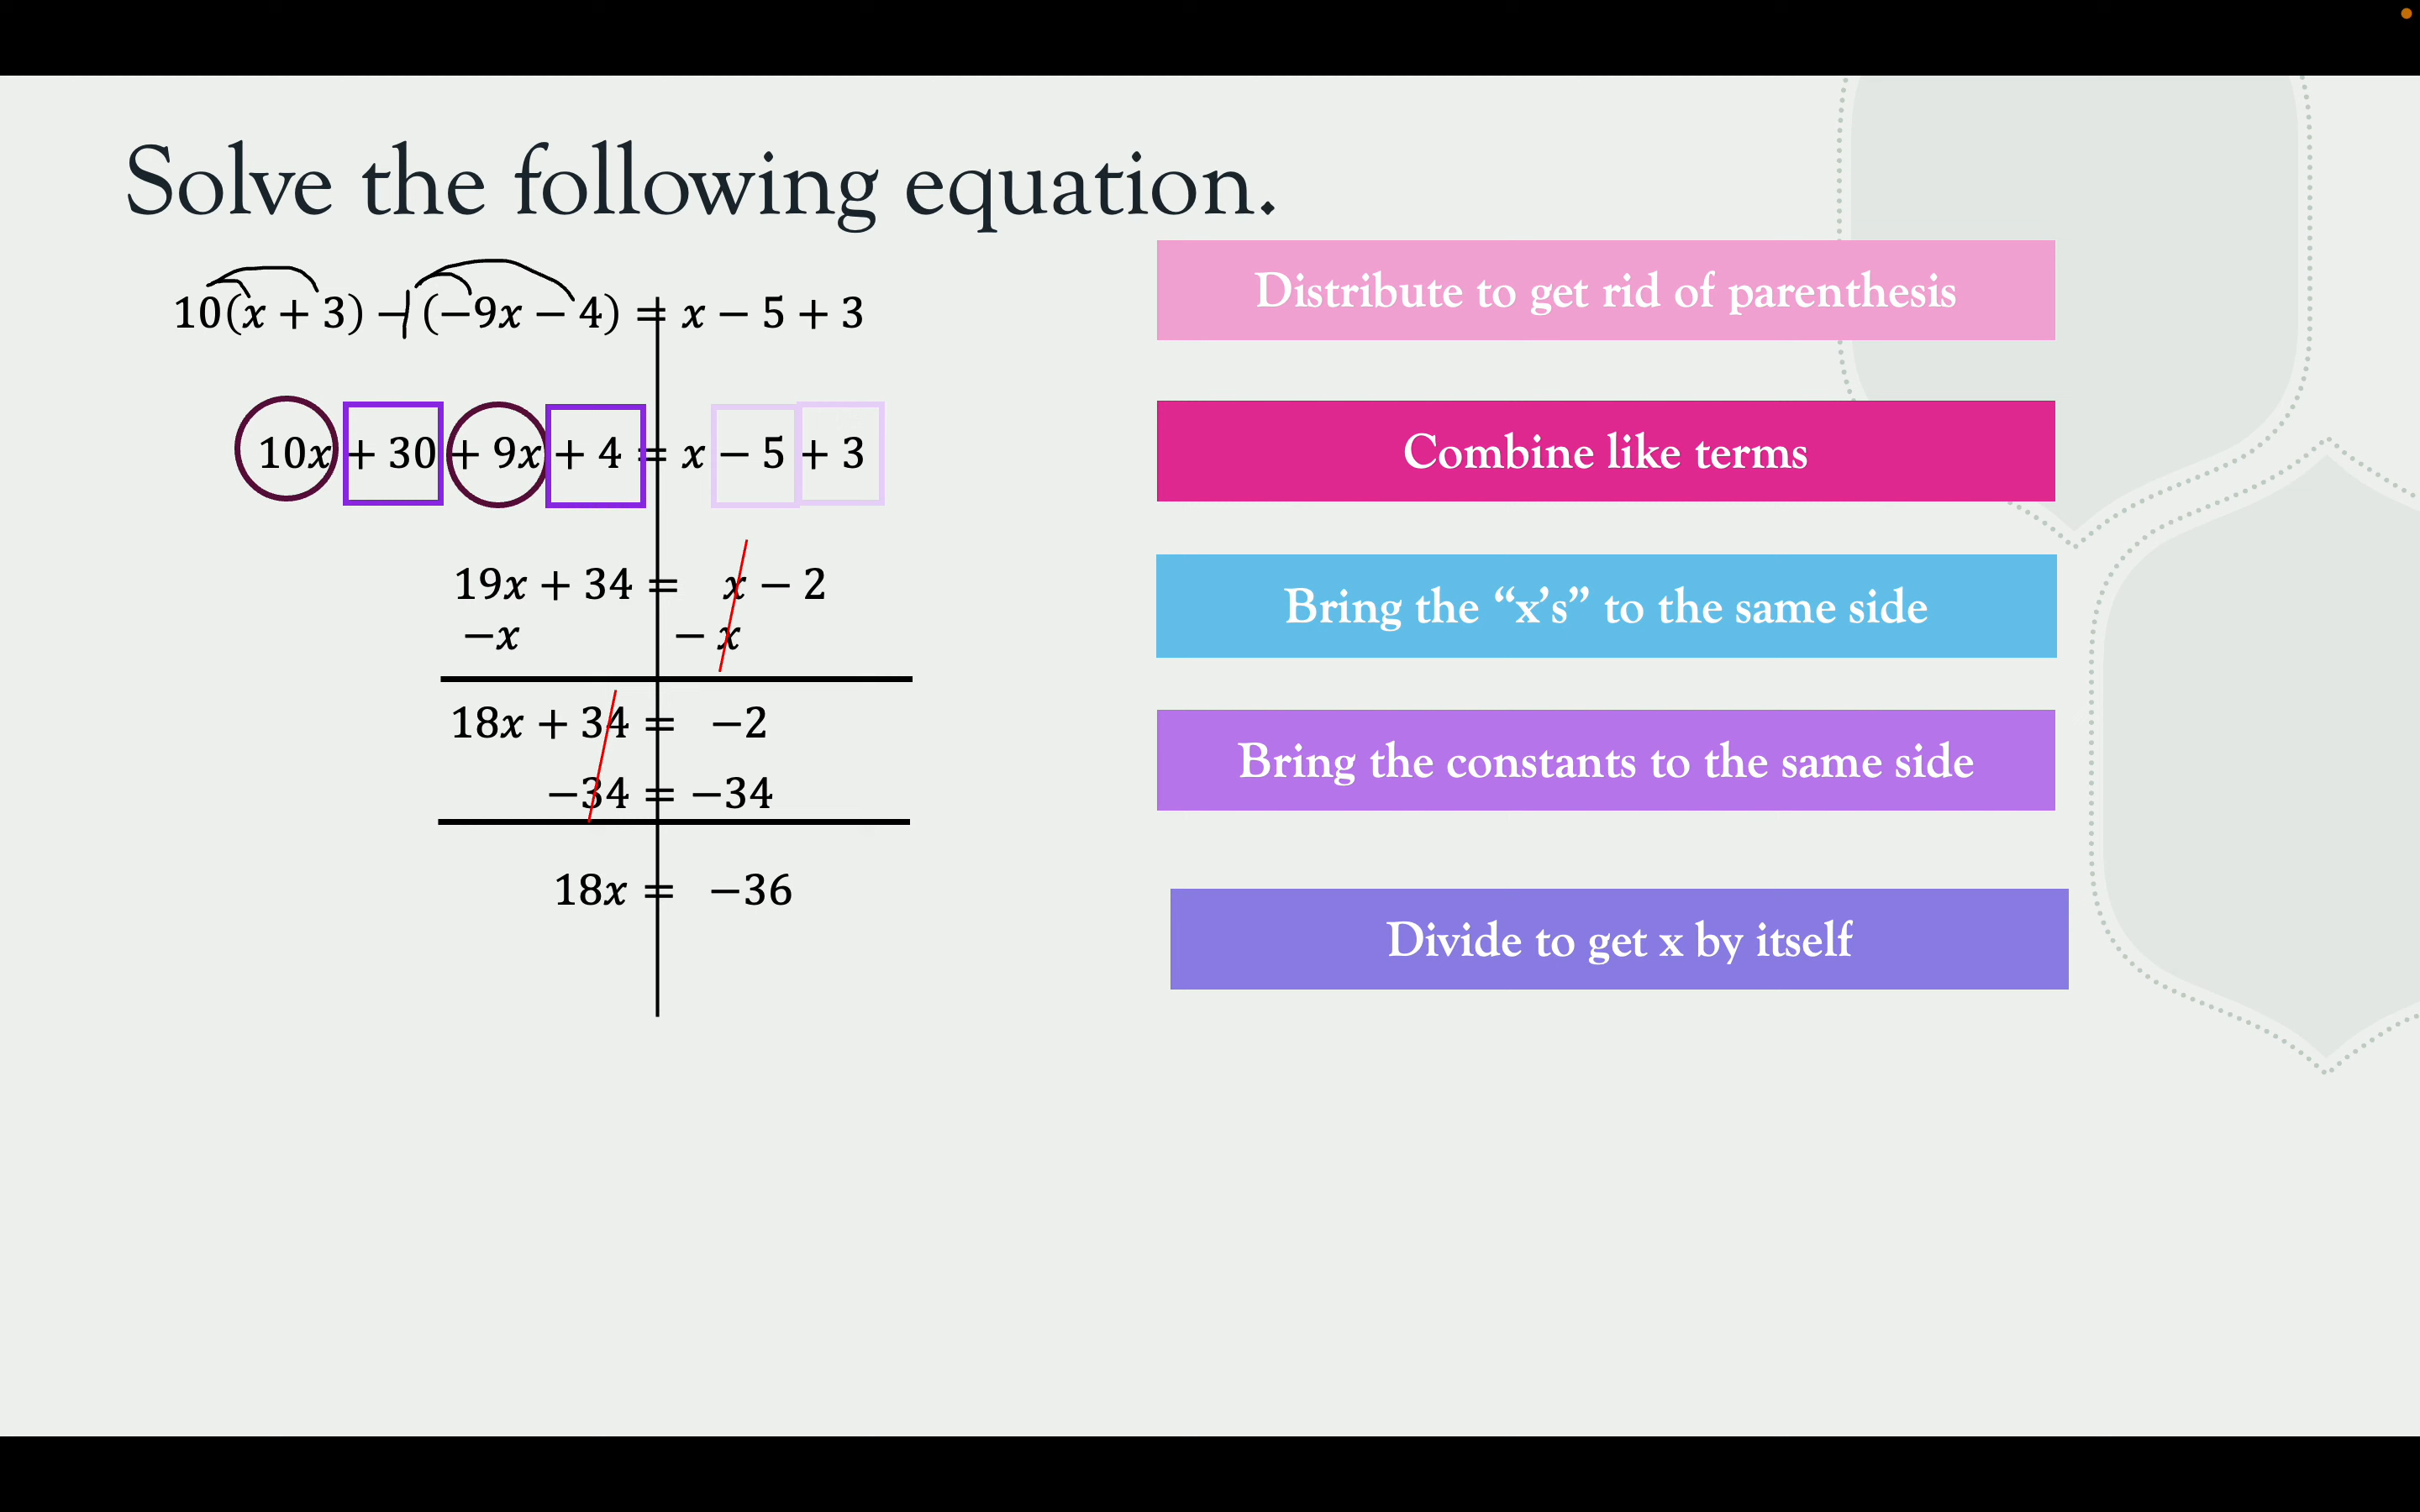 Solve the following equation.
10(x + 3) − 1(−9x − 4) = x − 5 + 3
Distribute to get rid of parenthesis
10x + 30 + 9x + 4 = x − 5 + 3
Combine like terms
19x + 34 = x − 2
−x − x
Bring the “x’s” to the same side
18x + 34 = −2
−34 = −34
Bring the constants to the same side
18x = −36
Divide to get x by itself